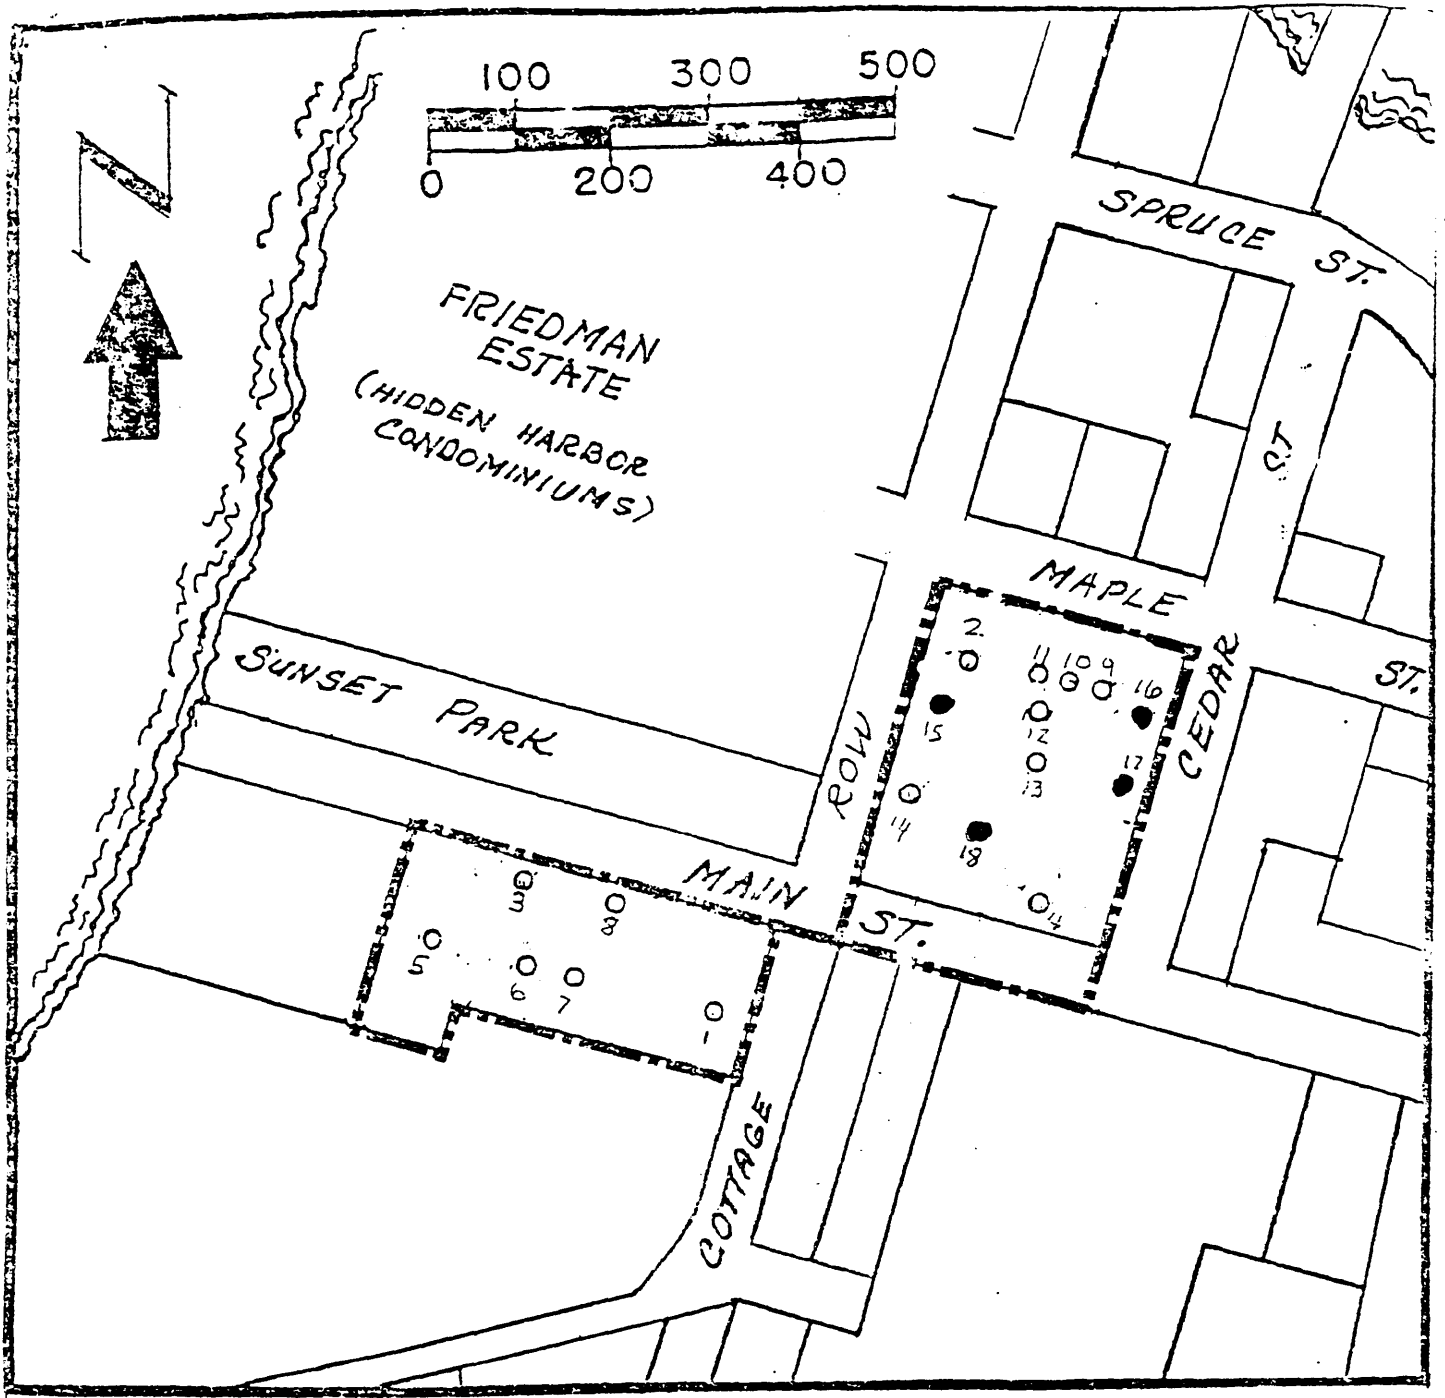 100 300 500
0 200 400
N
SPRUCE ST.
FRIEDMAN
ESTATE
(HIDDEN HARBOR
CONDOMINIUMS)
ST
MAPLE
ST.
SUNSET PARK
ROW
CEDAR
2
11 10 9
16
15
12
17
13
14
18
4
MAIN
ST.
3
8
5
6
7
1
COTTAGE